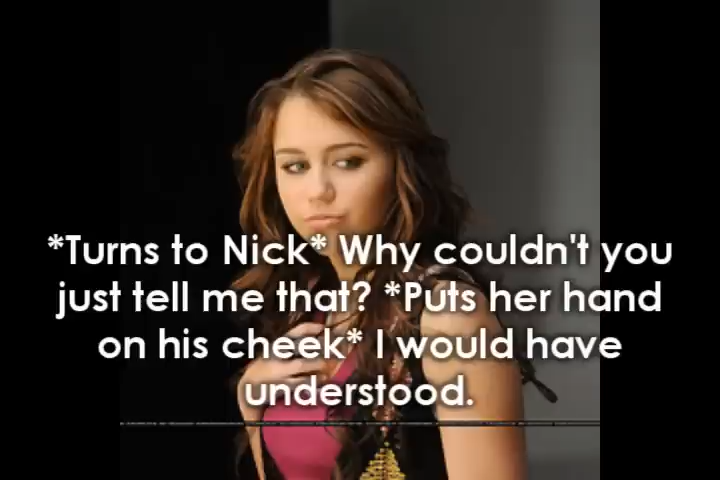 *Turns to Nick* Why couldn't you
just tell me that? *Puts her hand
on his cheek* I would have
understood.